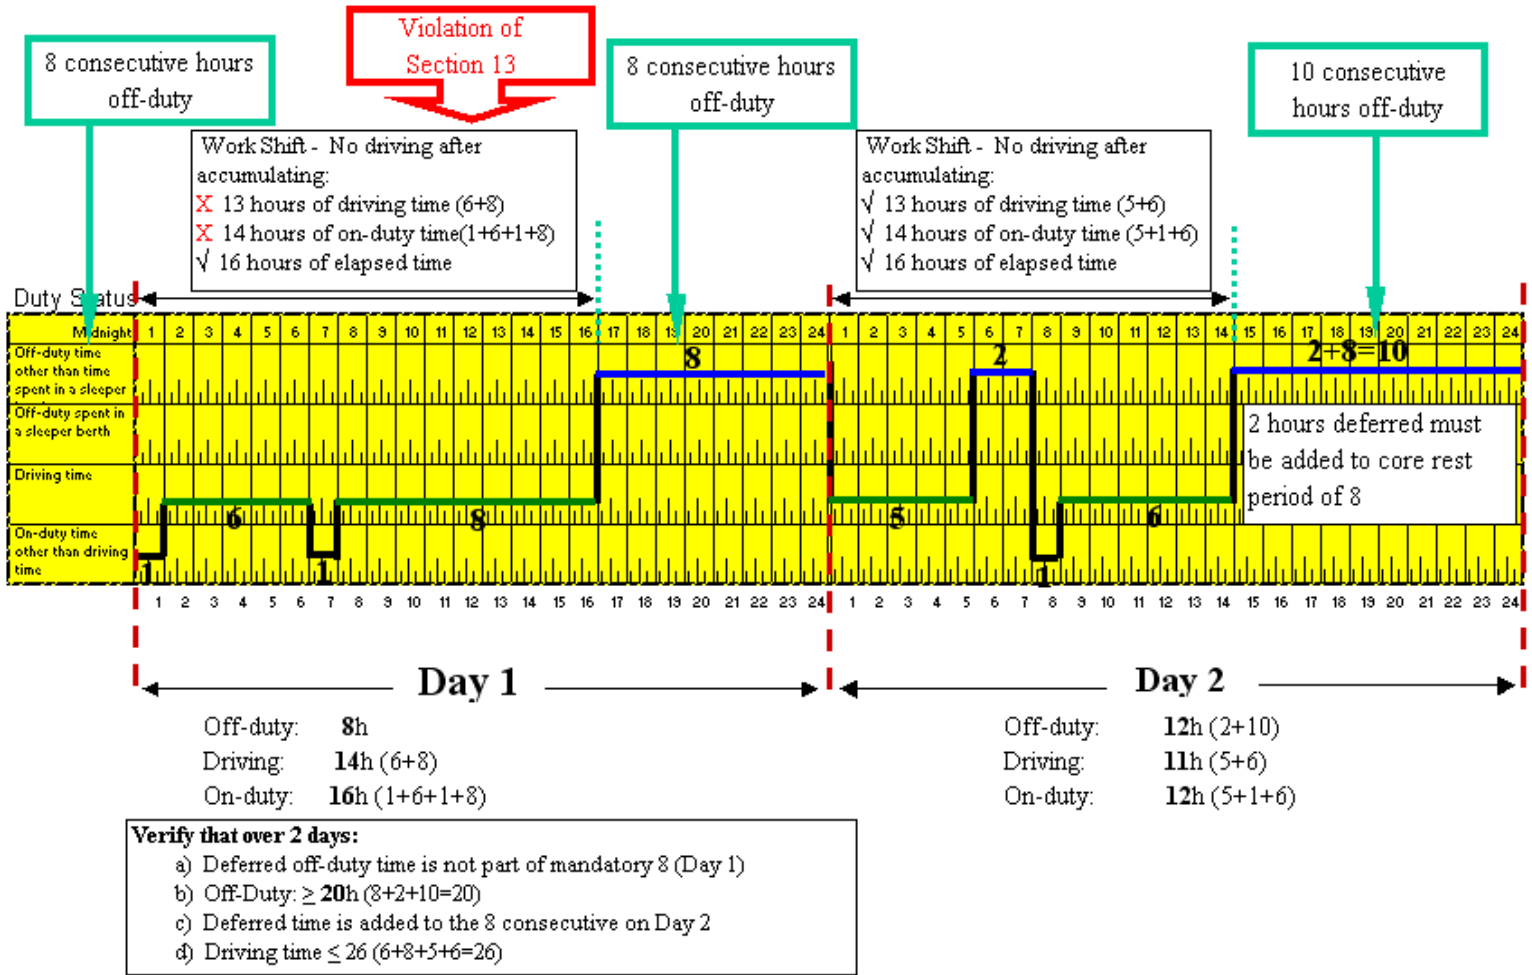 Violation of
Section 13
8 consecutive hours
off-duty
8 consecutive hours
off-duty
10 consecutive
hours off-duty
Work Shift - No driving after
accumulating:
X 13 hours of driving time (6+8)
X 14 hours of on-duty time(1+6+1+8)
√ 16 hours of elapsed time
Work Shift - No driving after
accumulating:
√ 13 hours of driving time (5+6)
√ 14 hours of on-duty time (5+1+6)
√ 16 hours of elapsed time
Duty Status
Midnight 1 2 3 4 5 6 7 8 9 10 11 12 13 14 15 16 17 18 19 20 21 22 23 24 1 2 3 4 5 6 7 8 9 10 11 12 13 14 15 16 17 18 19 20 21 22 23 24
Off-duty time
other than time
spent in a sleeper
8 2 2+8=10
Off-duty spent in
a sleeper berth
2 hours deferred must
be added to core rest
period of 8
Driving time
6 8 5 6
On-duty time
other than driving
time
1 1 1
1 2 3 4 5 6 7 8 9 10 11 12 13 14 15 16 17 18 19 20 21 22 23 24 1 2 3 4 5 6 7 8 9 10 11 12 13 14 15 16 17 18 19 20 21 22 23 24
Day 1
Day 2
Off-duty: 8h
Driving: 14h (6+8)
On-duty: 16h (1+6+1+8)
Off-duty: 12h (2+10)
Driving: 11h (5+6)
On-duty: 12h (5+1+6)
Verify that over 2 days:
a) Deferred off-duty time is not part of mandatory 8 (Day 1)
b) Off-Duty: ≥ 20h (8+2+10=20)
c) Deferred time is added to the 8 consecutive on Day 2
d) Driving time ≤ 26 (6+8+5+6=26)